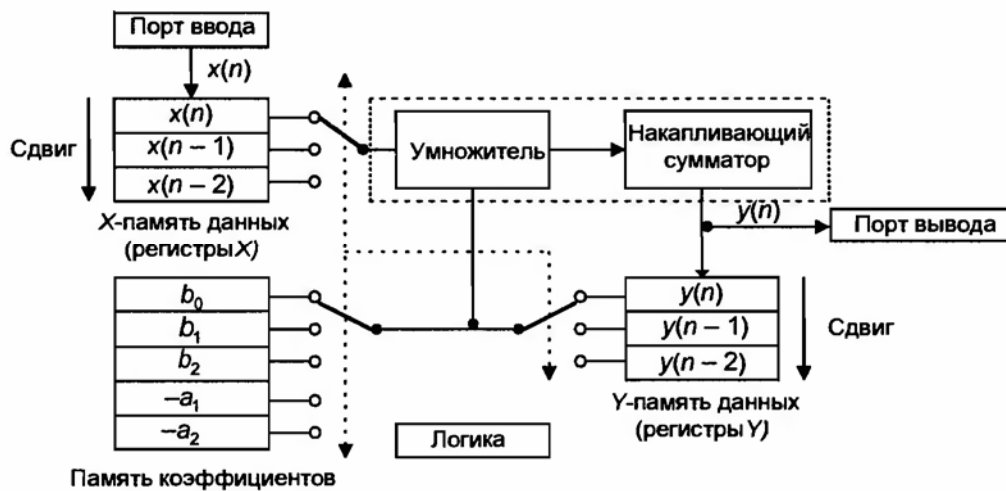 Порт ввода
x(n)
Сдвиг
x(n)
x(n – 1)
x(n – 2)
X-память данных
(регистры X)
Умножитель
Накапливающий
сумматор
y(n)
Порт вывода
b₀
b₁
b₂
–a₁
–a₂
Память коэффициентов
Логика
y(n)
y(n – 1)
y(n – 2)
Сдвиг
Y-память данных
(регистры Y)